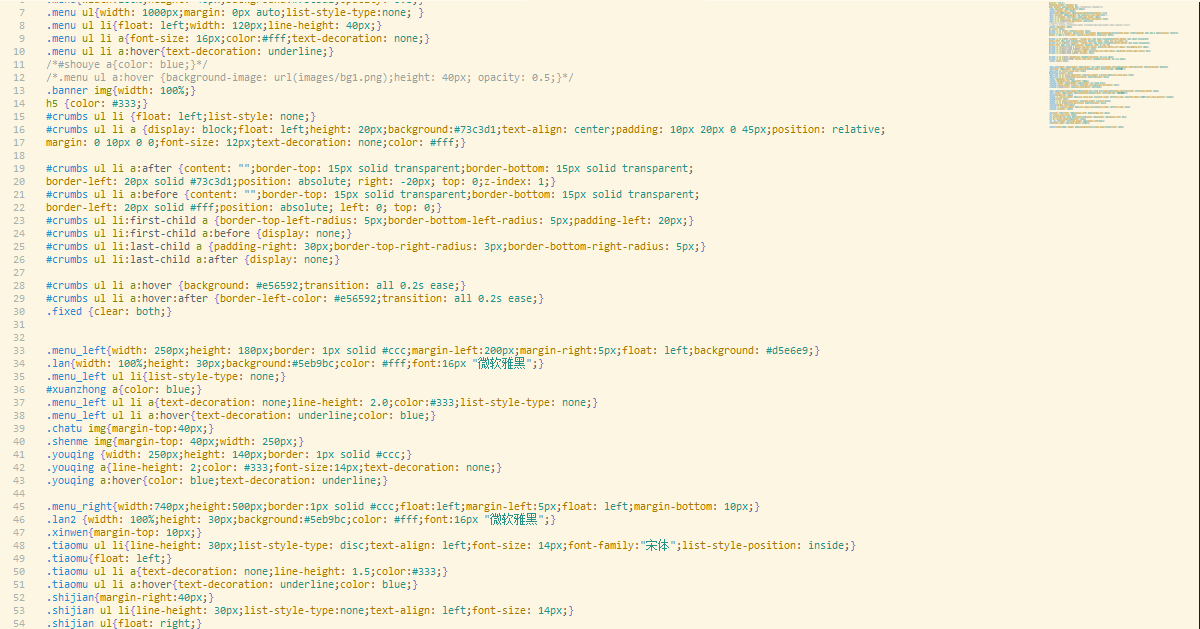 7 .menu ul{width: 1000px;margin: 0px auto;list-style-type:none; }
8 .menu ul li{float: left;width: 120px;line-height: 40px;}
9 .menu ul li a{font-size: 16px;color:#fff;text-decoration: none;}
10 .menu ul li a:hover{text-decoration: underline;}
11 /*#shouye a{color: blue;}*/
12 /*.menu ul a:hover {background-image: url(images/bg1.png);height: 40px; opacity: 0.5;}*/
13 .banner img{width: 100%;}
14 h5 {color: #333;}
15 #crumbs ul li {float: left;list-style: none;}
16 #crumbs ul li a {display: block;float: left;height: 20px;background:#73c3d1;text-align: center;padding: 10px 20px 0 45px;position: relative;
17 margin: 0 10px 0 0;font-size: 12px;text-decoration: none;color: #fff;}
18
19 #crumbs ul li a:after {content: "";border-top: 15px solid transparent;border-bottom: 15px solid transparent;
20 border-left: 20px solid #73c3d1;position: absolute; right: -20px; top: 0;z-index: 1;}
21 #crumbs ul li a:before {content: "";border-top: 15px solid transparent;border-bottom: 15px solid transparent;
22 border-left: 20px solid #fff;position: absolute; left: 0; top: 0;}
23 #crumbs ul li:first-child a {border-top-left-radius: 5px;border-bottom-left-radius: 5px;padding-left: 20px;}
24 #crumbs ul li:first-child a:before {display: none;}
25 #crumbs ul li:last-child a {padding-right: 30px;border-top-right-radius: 3px;border-bottom-right-radius: 5px;}
26 #crumbs ul li:last-child a:after {display: none;}
27
28 #crumbs ul li a:hover {background: #e56592;transition: all 0.2s ease;}
29 #crumbs ul li a:hover:after {border-left-color: #e56592;transition: all 0.2s ease;}
30 .fixed {clear: both;}
31
32
33 .menu_left{width: 250px;height: 180px;border: 1px solid #ccc;margin-left:200px;margin-right:5px;float: left;background: #d5e6e9;}
34 .lan{width: 100%;height: 30px;background:#5eb9bc;color: #fff;font:16px "微软雅黑";}
35 .menu_left ul li{list-style-type: none;}
36 #xuanzhong a{color: blue;}
37 .menu_left ul li a{text-decoration: none;line-height: 2.0;color:#333;list-style-type: none;}
38 .menu_left ul li a:hover{text-decoration: underline;color: blue;}
39 .chatu img{margin-top:40px;}
40 .shenme img{margin-top: 40px;width: 250px;}
41 .youqing {width: 250px;height: 140px;border: 1px solid #ccc;}
42 .youqing a{line-height: 2;color: #333;font-size:14px;text-decoration: none;}
43 .youqing a:hover{color: blue;text-decoration: underline;}
44
45 .menu_right{width:740px;height:500px;border:1px solid #ccc;float:left;margin-left:5px;float: left;margin-bottom: 10px;}
46 .lan2 {width: 100%;height: 30px;background:#5eb9bc;color: #fff;font:16px "微软雅黑";}
47 .xinwen{margin-top: 10px;}
48 .tiaomu ul li{line-height: 30px;list-style-type: disc;text-align: left;font-size: 14px;font-family:"宋体";list-style-position: inside;}
49 .tiaomu{float: left;}
50 .tiaomu ul li a{text-decoration: none;line-height: 1.5;color:#333;}
51 .tiaomu ul li a:hover{text-decoration: underline;color: blue;}
52 .shijian{margin-right:40px;}
53 .shijian ul li{line-height: 30px;list-style-type:none;text-align: left;font-size: 14px;}
54 .shijian ul{float: right;}